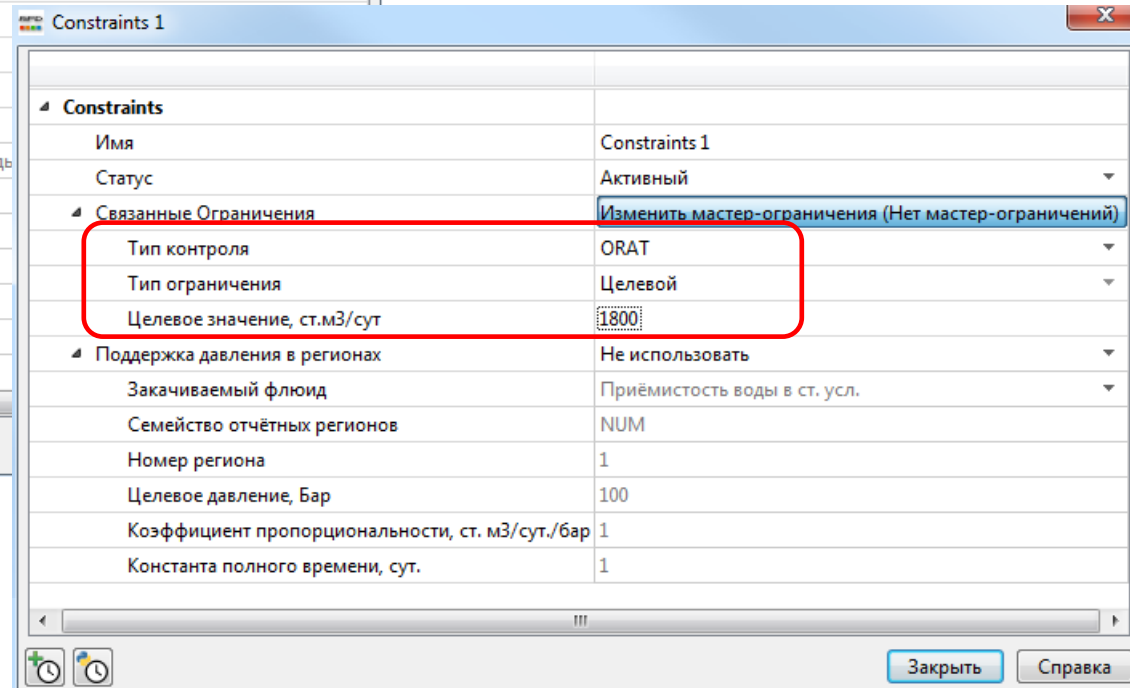 Constraints 1
Constraints
Имя Constraints 1
Статус Активный
Связанные Ограничения Изменить мастер-ограничения (Нет мастер-ограничений)
Тип контроля ORAT
Тип ограничения Целевой
Целевое значение, ст.м3/сут 1800
Поддержка давления в регионах Не использовать
Закачиваемый флюид Приёмистость воды в ст. усл.
Семейство отчётных регионов NUM
Номер региона 1
Целевое давление, Бар 100
Коэффициент пропорциональности, ст. м3/сут./бар 1
Константа полного времени, сут. 1
Закрыть Справка